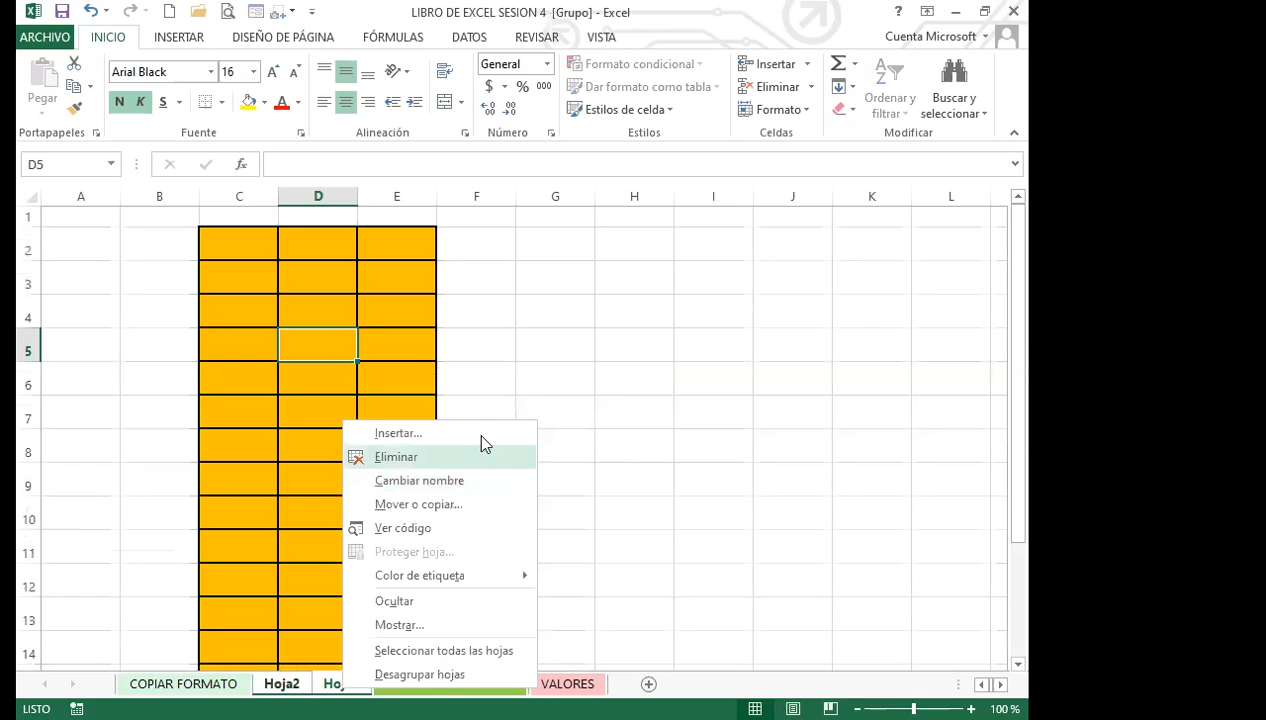 LIBRO DE EXCEL SESION 4 [Grupo] - Excel
ARCHIVO INICIO INSERTAR DISEÑO DE PÁGINA FÓRMULAS DATOS REVISAR VISTA Cuenta Microsoft
Pegar
Arial Black 16
N K S
General
$ % 000
Formato condicional
Dar formato como tabla
Estilos de celda
Insertar
Eliminar
Formato
Ordenar y filtrar
Buscar y seleccionar
Portapapeles Fuente Alineación Número Estilos Celdas Modificar
D5 fx
A B C D E F G H I J K L
1
2
3
4
5
6
7
8
9
10
11
12
13
14
Insertar...
Eliminar
Cambiar nombre
Mover o copiar...
Ver código
Proteger hoja...
Color de etiqueta
Ocultar
Mostrar...
Seleccionar todas las hojas
Desagrupar hojas
COPIAR FORMATO Hoja2 VALORES
LISTO 100 %